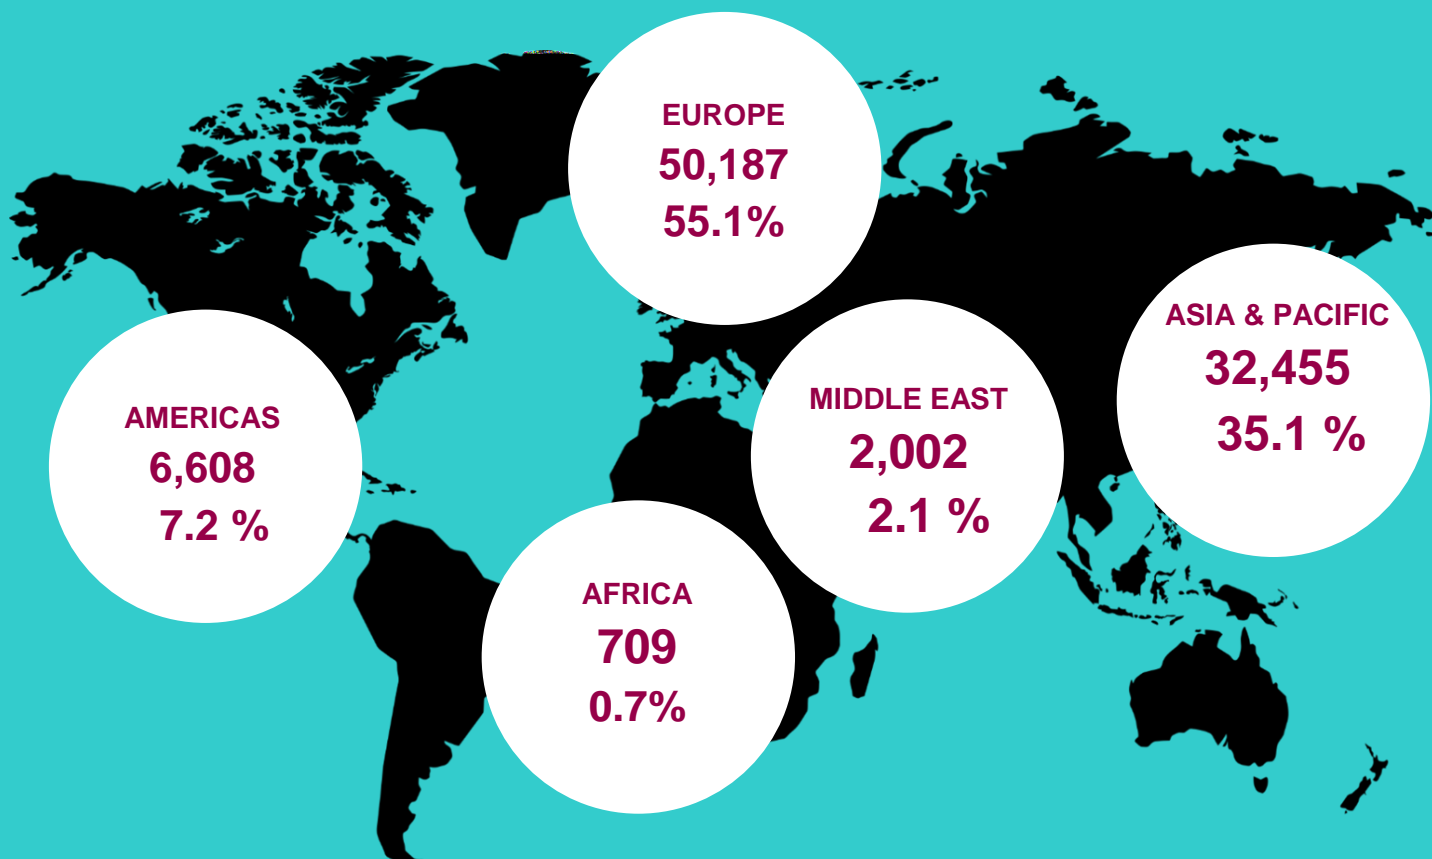 EUROPE
50,187
55.1%
ASIA & PACIFIC
32,455
35.1 %
MIDDLE EAST
2,002
2.1 %
AMERICAS
6,608
7.2 %
AFRICA
709
0.7%